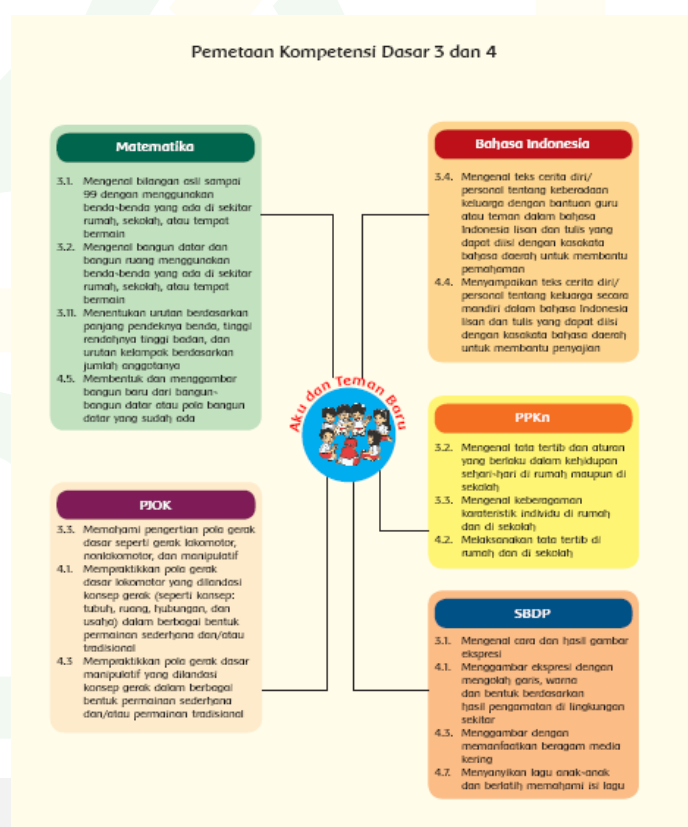 Pemetaan Kompetensi Dasar 3 dan 4
Matematika
3.1. Mengenal bilangan asli sampai
99 dengan menggunakan
benda-benda yang ada di sekitar
rumah, sekolah, atau tempat
bermain
3.2. Mengenal bangun datar dan
bangun ruang menggunakan
benda-benda yang ada di sekitar
rumah, sekolah, atau tempat
bermain
3.11. Menentukan urutan berdasarkan
panjang pendeknya benda, tinggi
rendahnya tinggi badan, dan
urutan kelompok berdasarkan
jumlah anggotanya
4.5. Membentuk dan menggambar
bangun baru dari bangun-
bangun datar atau pola bangun
datar yang sudah ada
Bahasa Indonesia
3.4. Mengenal teks cerita diri/
personal tentang keberadaan
keluarga dengan bantuan guru
atau teman dalam bahasa
Indonesia lisan dan tulis yang
dapat diisi dengan kosakata
bahasa daerah untuk membantu
pemahaman
4.4. Menyampaikan teks cerita diri/
personal tentang keluarga secara
mandiri dalam bahasa Indonesia
lisan dan tulis yang dapat diisi
dengan kosakata bahasa daerah
untuk membantu penyajian
Aku dan Teman Baru
PPKn
3.2. Mengenal tata tertib dan aturan
yang berlaku dalam kehidupan
sehari-hari di rumah maupun di
sekolah
3.3. Mengenal keberagaman
karateristik individu di rumah
dan di sekolah
4.2. Melaksanakan tata tertib di
rumah dan di sekolah
PJOK
3.3. Memahami pengertian pola gerak
dasar seperti gerak lokomotor,
nonlokomotor, dan manipulatif
4.1. Mempraktikkan pola gerak
dasar lokomotor yang dilandasi
konsep gerak (seperti konsep:
tubuh, ruang, hubungan, dan
usaha) dalam berbagai bentuk
permainan sederhana dan/atau
tradisional
4.3 Mempraktikkan pola gerak dasar
manipulatif yang dilandasi
konsep gerak dalam berbagai
bentuk permainan sederhana
dan/atau permainan tradisional
SBDP
3.1. Mengenal cara dan hasil gambar
ekspresi
4.1. Menggambar ekspresi dengan
mengolah garis, warna
dan bentuk berdasarkan
hasil pengamatan di lingkungan
sekitar
4.3. Menggambar dengan
memanfaatkan beragam media
kering
4.7. Menyanyikan lagu anak-anak
dan berlatih memahami isi lagu